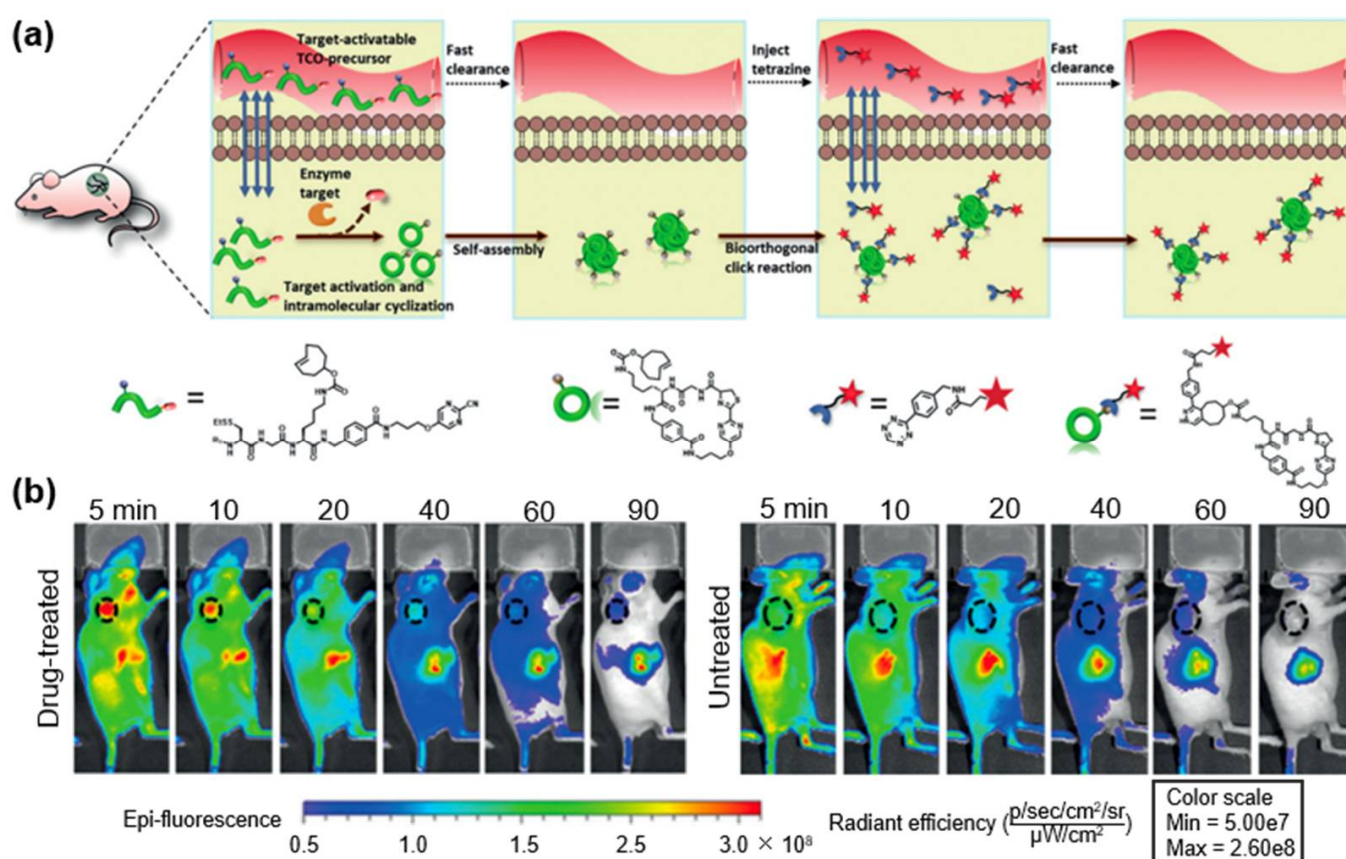 (a)
Target-activatable
TCO-precursor
Fast
clearance
Inject
tetrazine
Fast
clearance
Enzyme
target
Self-assembly
Bioorthogonal
click reaction
Target activation and
intramolecular cyclization
=
=
=
=
(b)
5 min 10 20 40 60 90
5 min 10 20 40 60 90
Drug-treated
Untreated
Epi-fluorescence
0.5 1.0 1.5 2.5 3.0 × 10⁸
Radiant efficiency (p/sec/cm²/sr
µW/cm²)
Color scale
Min = 5.00e7
Max = 2.60e8